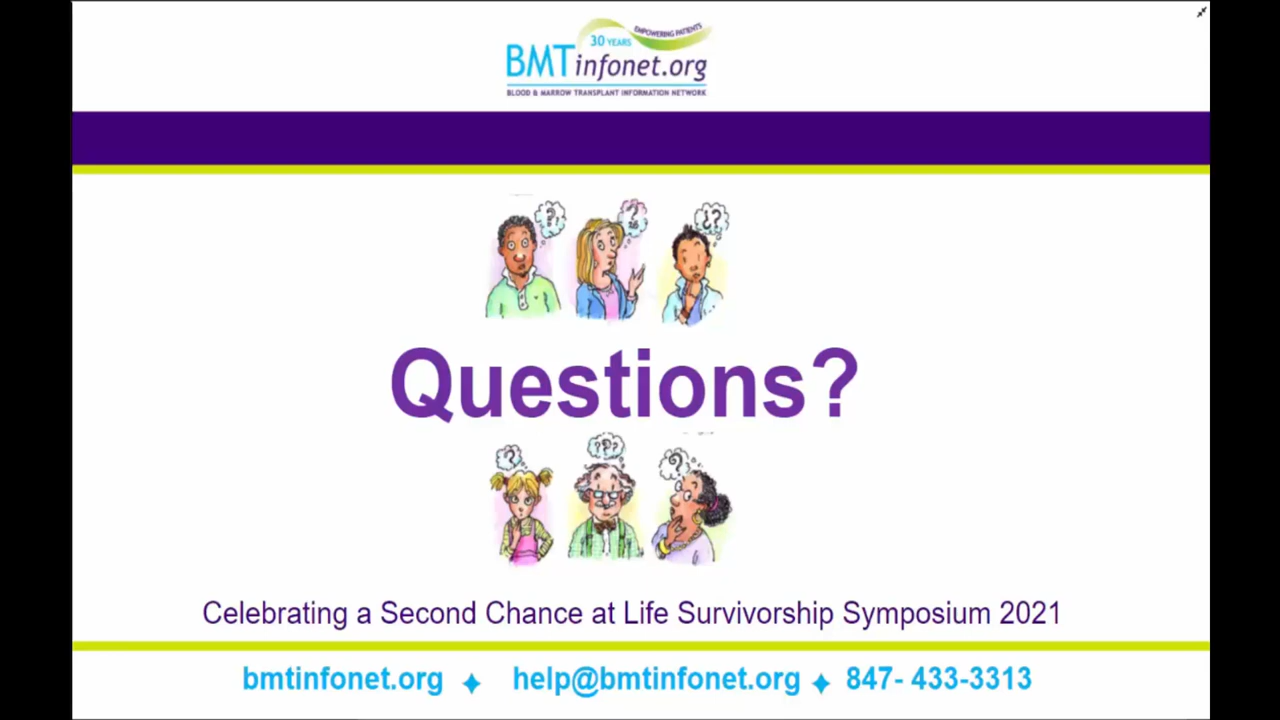 EMPOWERING PATIENTS
30 YEARS
BMTinfonet.org
BLOOD & MARROW TRANSPLANT INFORMATION NETWORK
? ? ¿??
Questions?
? ??? ?
Celebrating a Second Chance at Life Survivorship Symposium 2021
bmtinfonet.org ✦ help@bmtinfonet.org ✦ 847- 433-3313